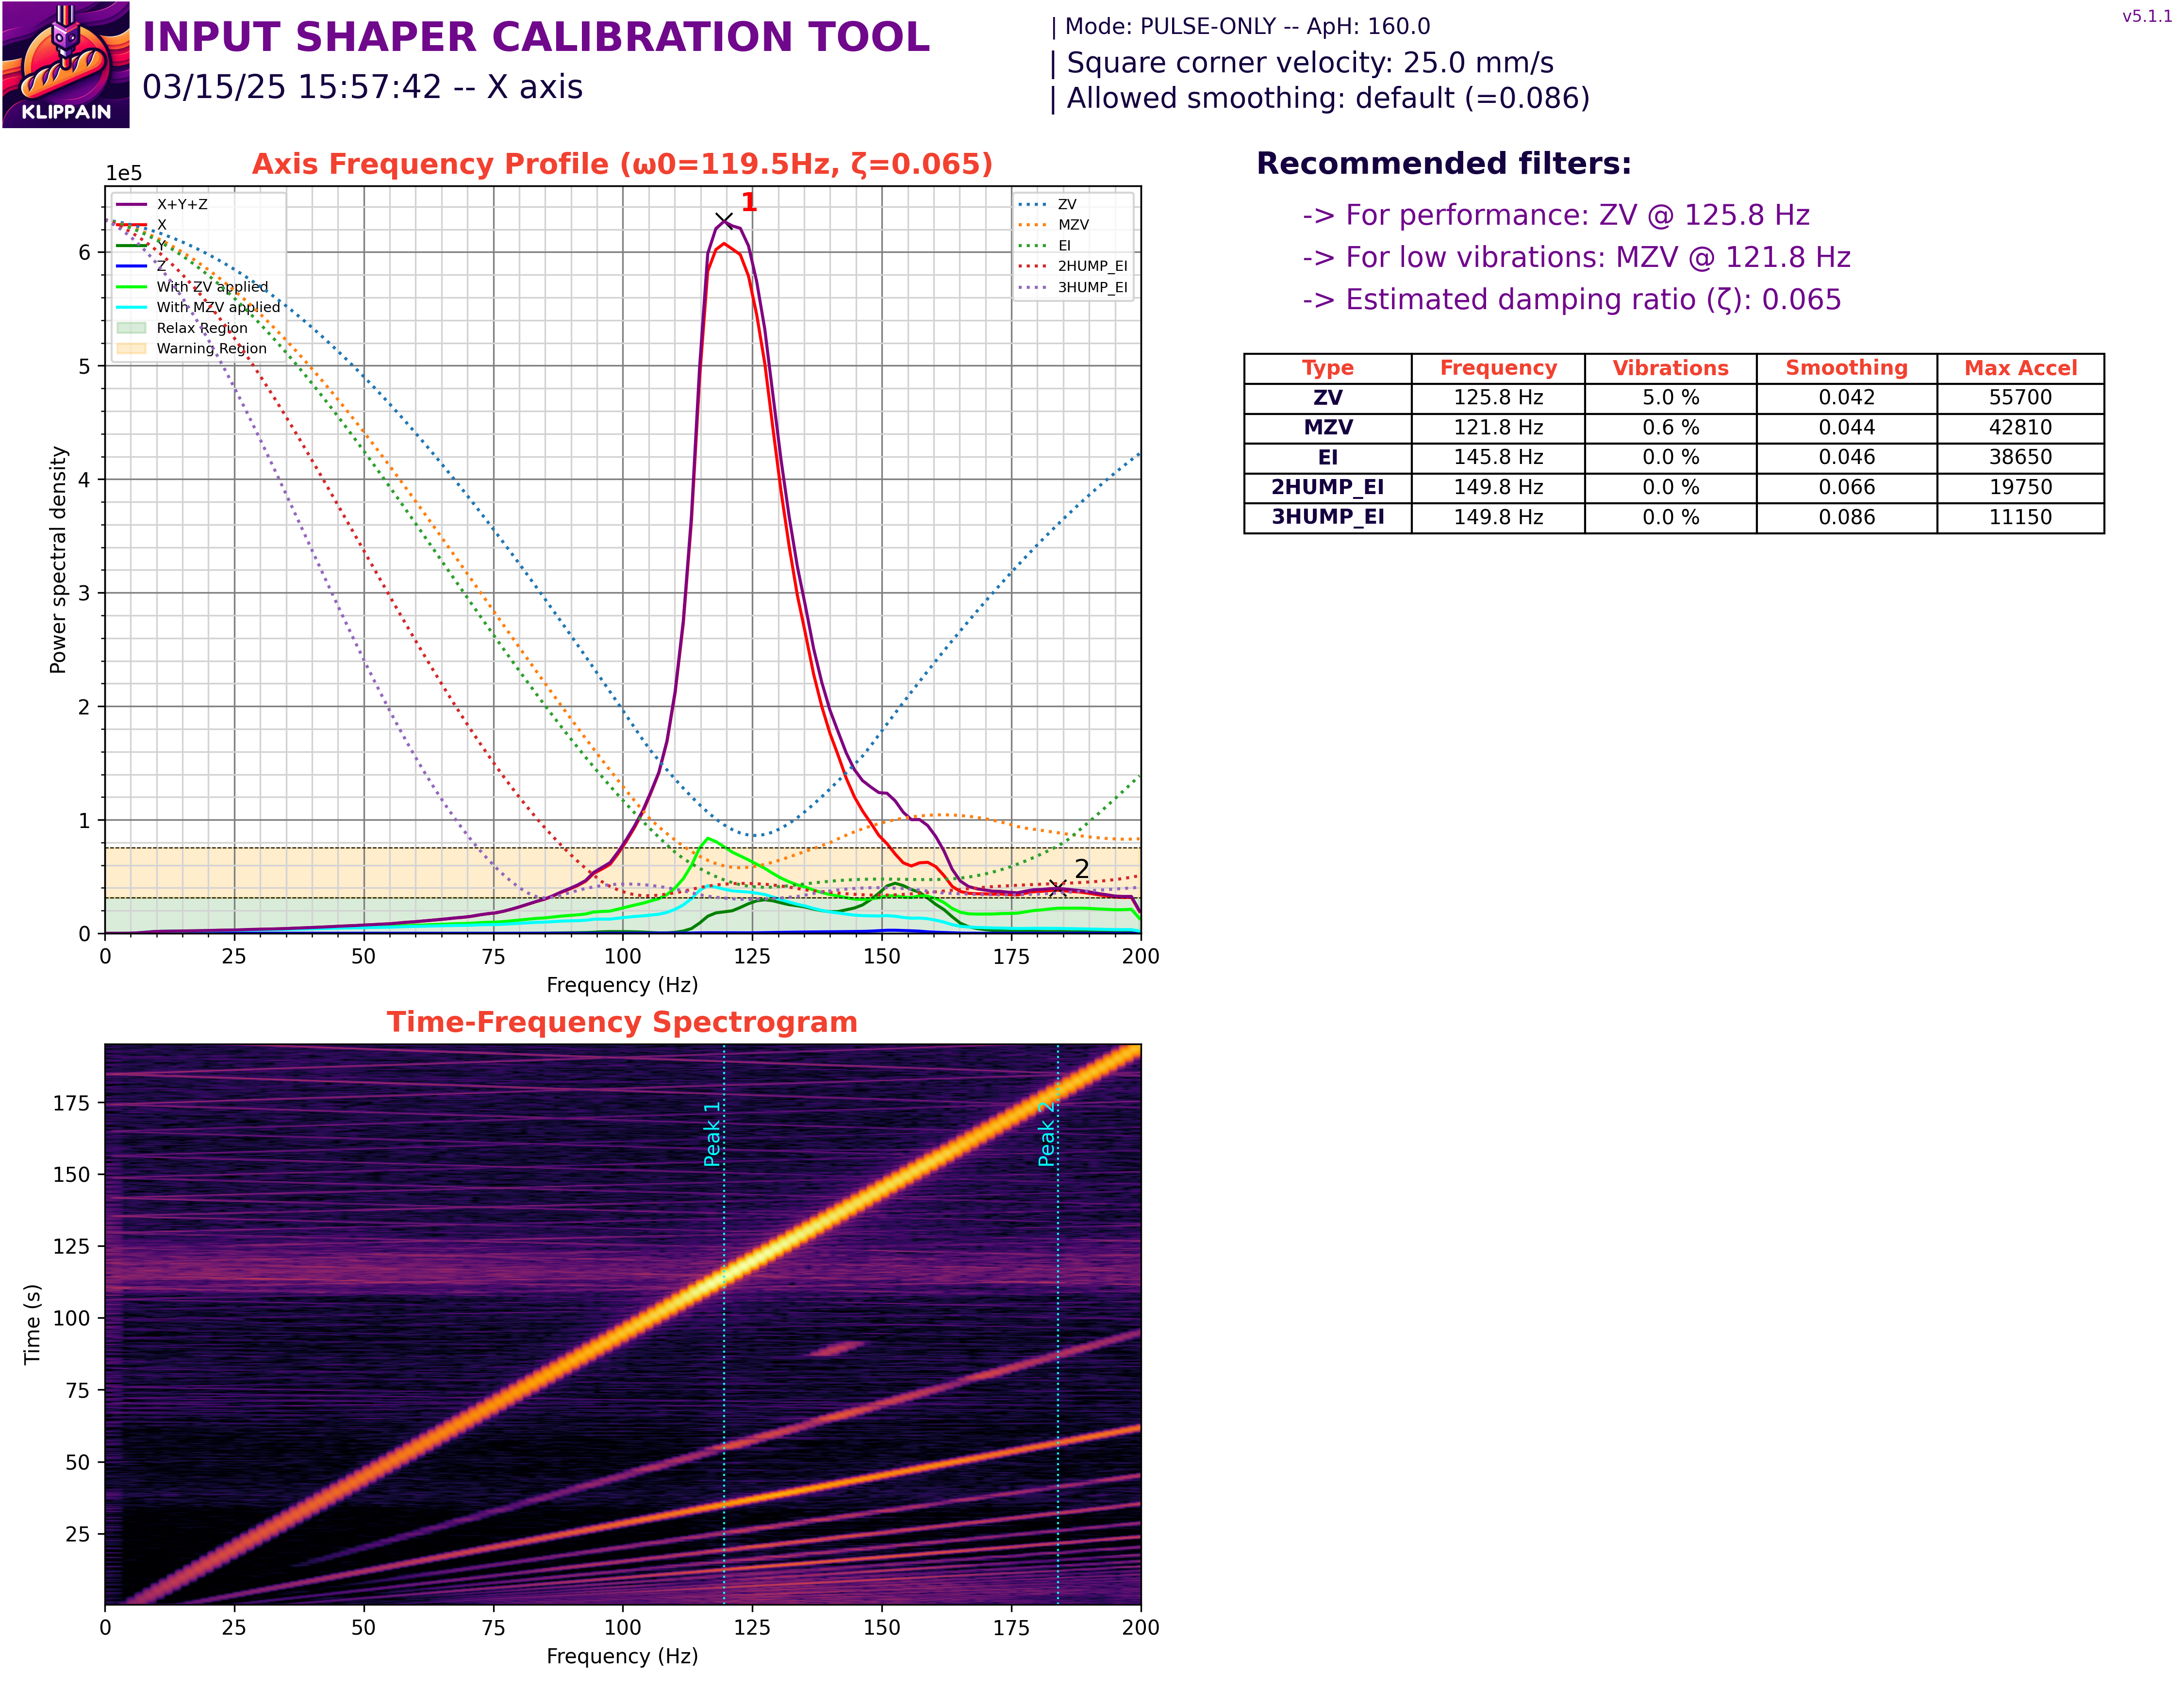 KLIPPAIN
INPUT SHAPER CALIBRATION TOOL
03/15/25 15:57:42 -- X axis
| Mode: PULSE-ONLY -- ApH: 160.0
| Square corner velocity: 25.0 mm/s
| Allowed smoothing: default (=0.086)
v5.1.1
Axis Frequency Profile (ω0=119.5Hz, ζ=0.065)
1e5
X+Y+Z
X
Y
Z
With ZV applied
With MZV applied
Relax Region
Warning Region
ZV
MZV
EI
2HUMP_EI
3HUMP_EI
1
2
Power spectral density
6
5
4
3
2
1
0
0 25 50 75 100 125 150 175 200
Frequency (Hz)
Recommended filters:
-> For performance: ZV @ 125.8 Hz
-> For low vibrations: MZV @ 121.8 Hz
-> Estimated damping ratio (ζ): 0.065
Type Frequency Vibrations Smoothing Max Accel
ZV 125.8 Hz 5.0 % 0.042 55700
MZV 121.8 Hz 0.6 % 0.044 42810
EI 145.8 Hz 0.0 % 0.046 38650
2HUMP_EI 149.8 Hz 0.0 % 0.066 19750
3HUMP_EI 149.8 Hz 0.0 % 0.086 11150
Time-Frequency Spectrogram
Time (s)
175
150
125
100
75
50
25
Peak 1
Peak 2
0 25 50 75 100 125 150 175 200
Frequency (Hz)